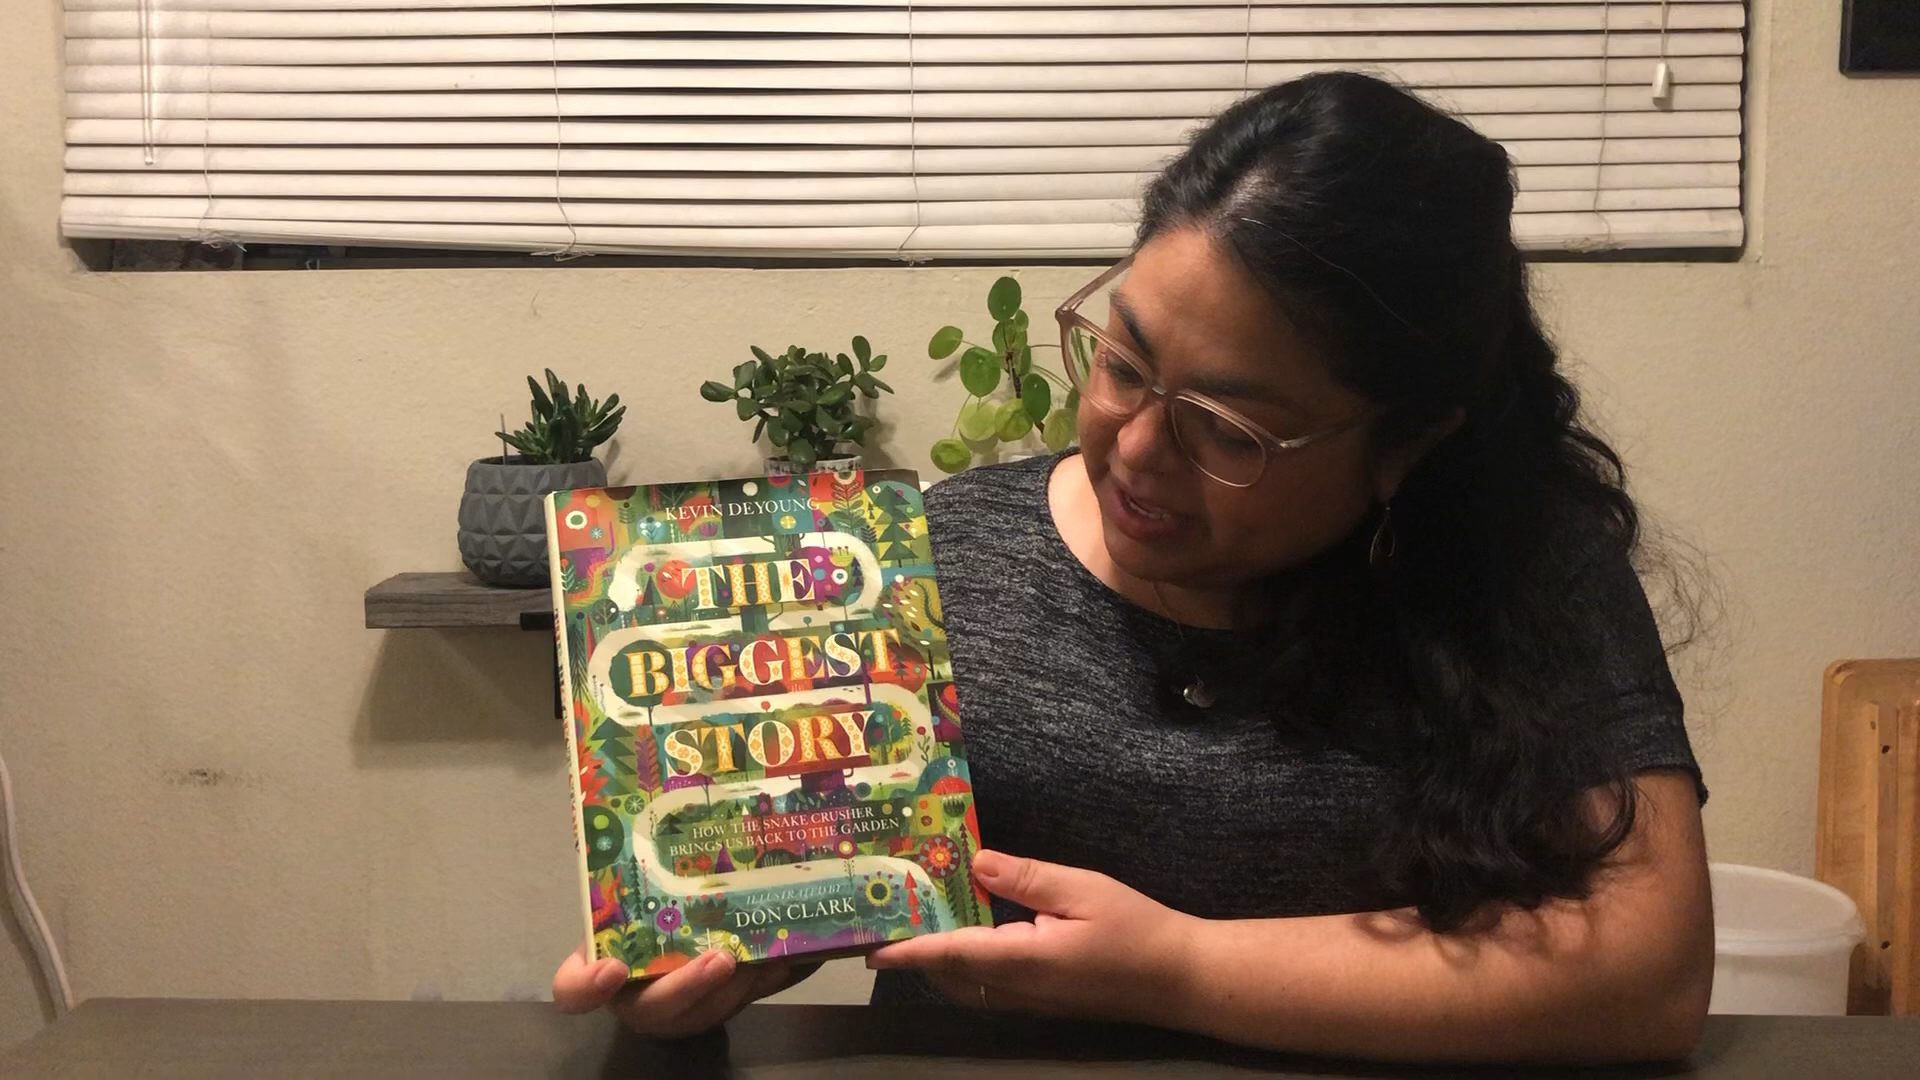 KEVIN DEYOUNG
THE
BIGGEST
STORY
HOW THE SNAKE CRUSHER
BRINGS US BACK TO THE GARDEN
ILLUSTRATED BY
DON CLARK